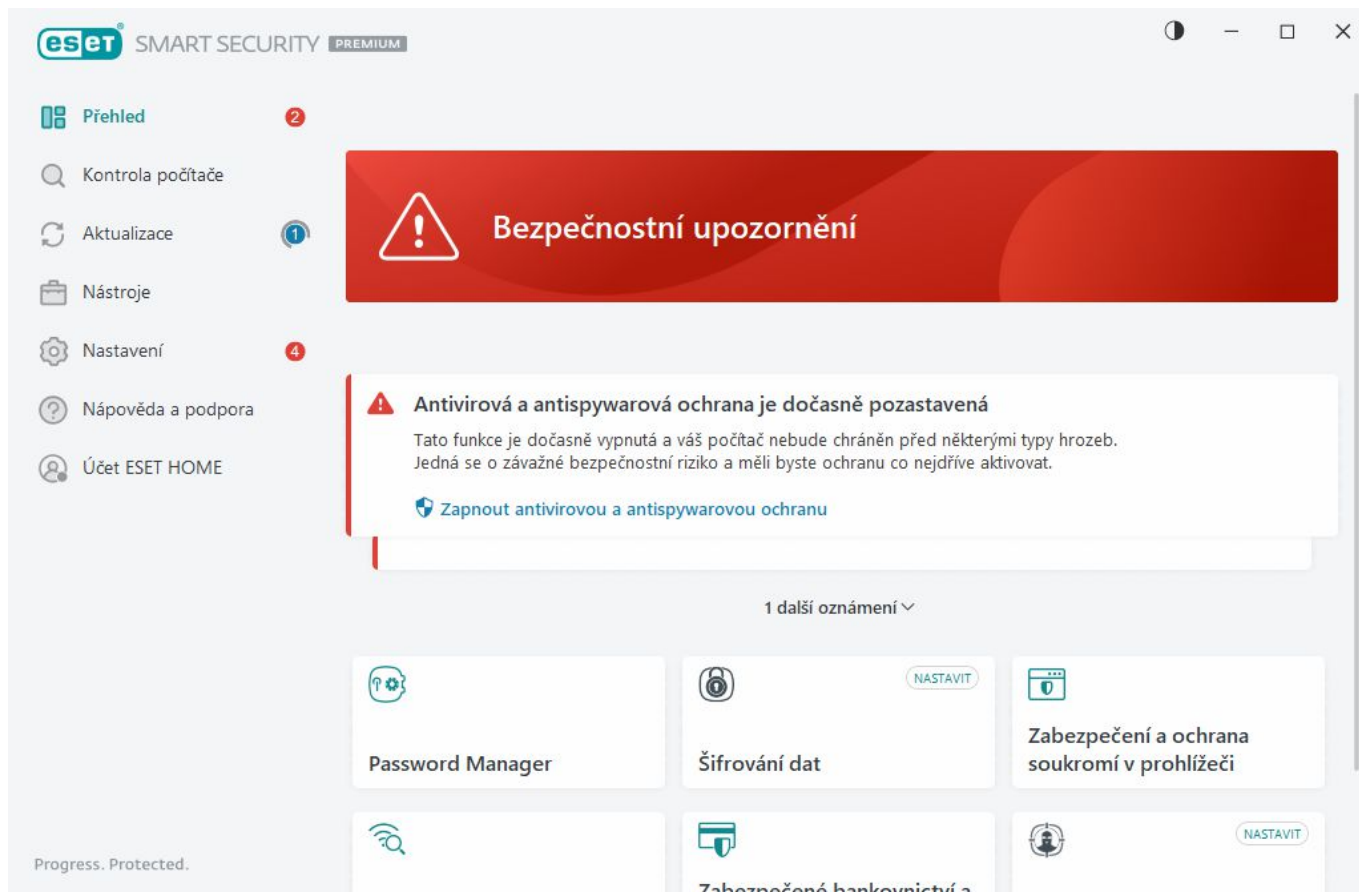 eset® SMART SECURITY PREMIUM
Přehled 2
Kontrola počítače
Aktualizace 1
Nástroje
Nastavení 4
Nápověda a podpora
Účet ESET HOME
Progress. Protected.
Bezpečnostní upozornění
Antivirová a antispywarová ochrana je dočasně pozastavená
Tato funkce je dočasně vypnutá a váš počítač nebude chráněn před některými typy hrozeb.
Jedná se o závažné bezpečnostní riziko a měli byste ochranu co nejdříve aktivovat.
Zapnout antivirovou a antispywarovou ochranu
1 další oznámení
Password Manager
NASTAVIT
Šifrování dat
Zabezpečení a ochrana
soukromí v prohlížeči
Zabezpečené bankovnictví a
NASTAVIT